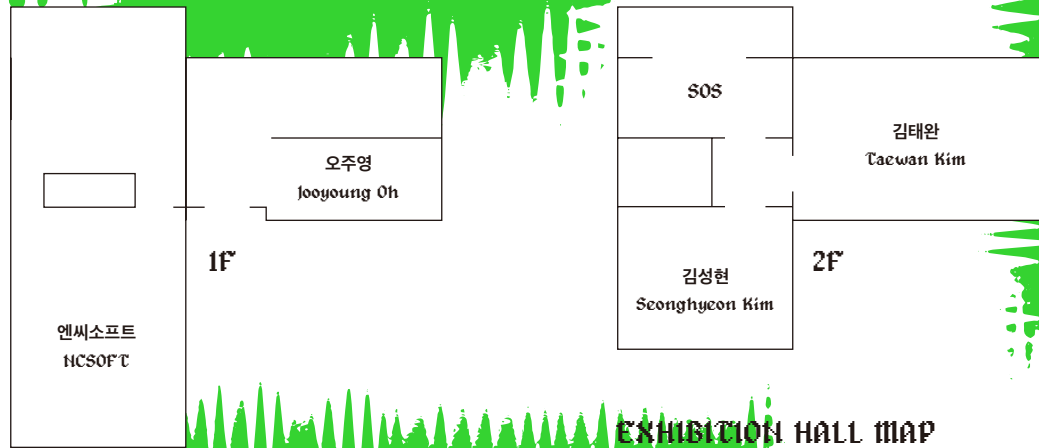 오주영
Jooyoung Oh
1F
엔씨소프트
NCSOFT
SOS
김태완
Taewan Kim
2F
김성현
Seonghyeon Kim
EXHIBITION HALL MAP